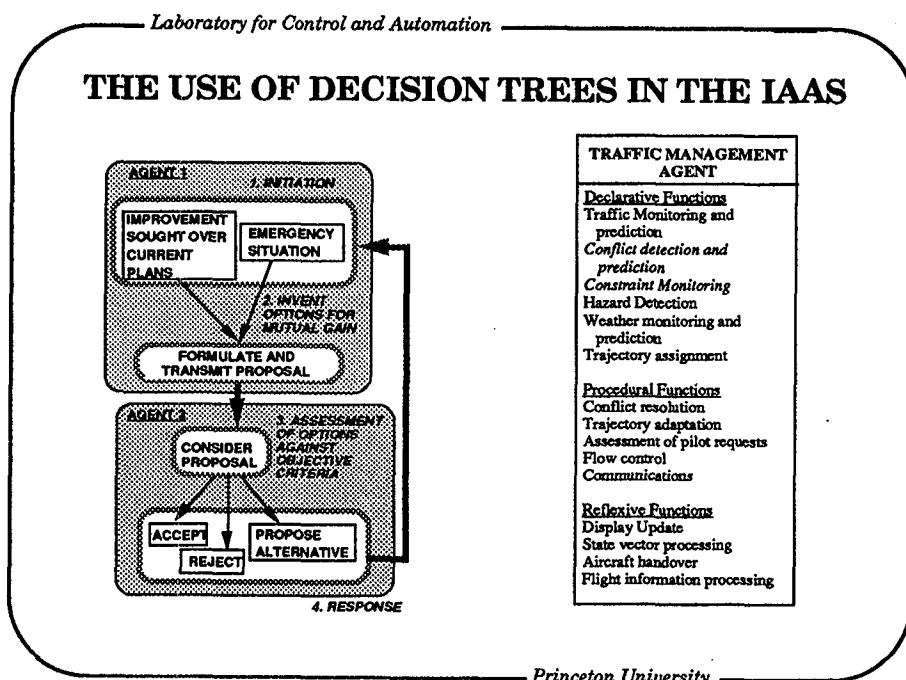 Laboratory for Control and Automation
THE USE OF DECISION TREES IN THE IAAS
AGENT 1
1. INITIATION
IMPROVEMENT
SOUGHT OVER
CURRENT
PLANS
EMERGENCY
SITUATION
2. INVENT
OPTIONS FOR
MUTUAL GAIN
FORMULATE AND
TRANSMIT PROPOSAL
AGENT 2
3. ASSESSMENT
OF OPTIONS
AGAINST
OBJECTIVE
CRITERIA
CONSIDER
PROPOSAL
ACCEPT
REJECT
PROPOSE
ALTERNATIVE
4. RESPONSE
TRAFFIC MANAGEMENT
AGENT
Declarative Functions
Traffic Monitoring and
prediction
Conflict detection and
prediction
Constraint Monitoring
Hazard Detection
Weather monitoring and
prediction
Trajectory assignment
Procedural Functions
Conflict resolution
Trajectory adaptation
Assessment of pilot requests
Flow control
Communications
Reflexive Functions
Display Update
State vector processing
Aircraft handover
Flight information processing
Princeton University